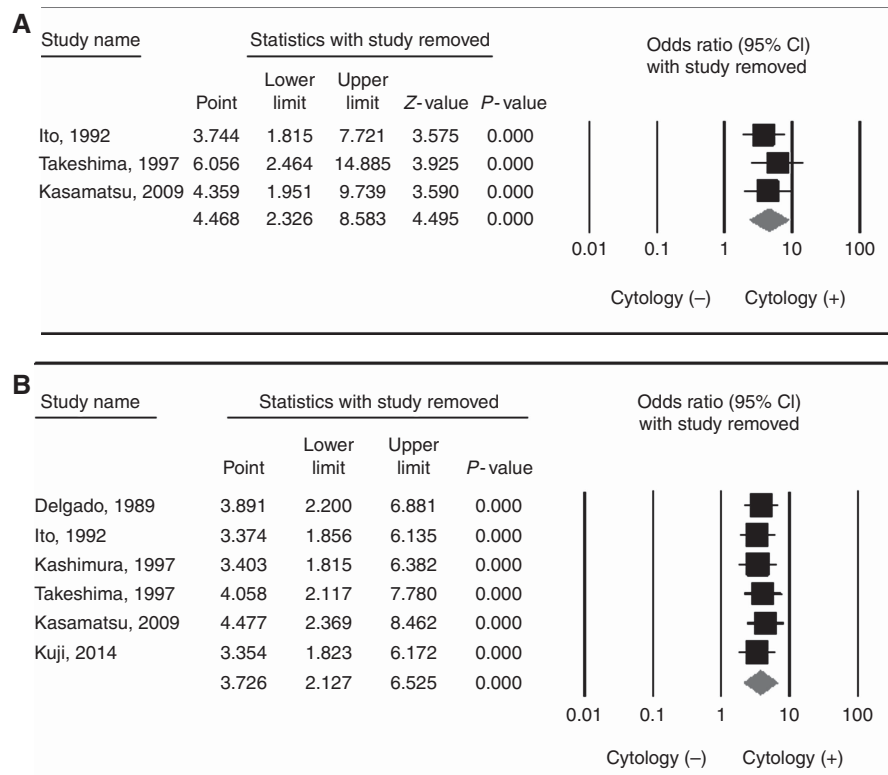 A
Study name Statistics with study removed Odds ratio (95% CI)
with study removed
Lower Upper
Point limit limit Z-value P-value
Ito, 1992 3.744 1.815 7.721 3.575 0.000
Takeshima, 1997 6.056 2.464 14.885 3.925 0.000
Kasamatsu, 2009 4.359 1.951 9.739 3.590 0.000
4.468 2.326 8.583 4.495 0.000
0.01 0.1 1 10 100
Cytology (–) Cytology (+)
B
Study name Statistics with study removed Odds ratio (95% CI)
with study removed
Lower Upper
Point limit limit P-value
Delgado, 1989 3.891 2.200 6.881 0.000
Ito, 1992 3.374 1.856 6.135 0.000
Kashimura, 1997 3.403 1.815 6.382 0.000
Takeshima, 1997 4.058 2.117 7.780 0.000
Kasamatsu, 2009 4.477 2.369 8.462 0.000
Kuji, 2014 3.354 1.823 6.172 0.000
3.726 2.127 6.525 0.000
0.01 0.1 1 10 100
Cytology (–) Cytology (+)